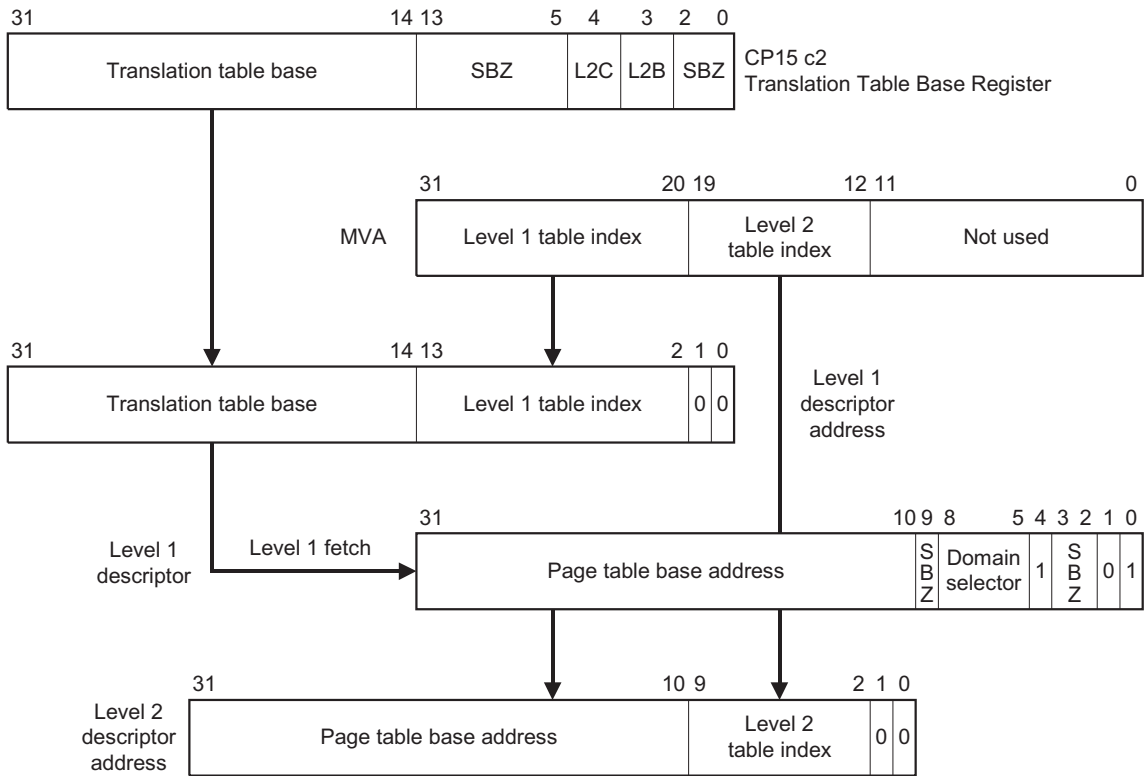 31 14 13 5 4 3 2 0
Translation table base SBZ L2C L2B SBZ
CP15 c2
Translation Table Base Register
31 20 19 12 11 0
MVA
Level 1 table index
Level 2
table index
Not used
31 14 13 2 1 0
Translation table base Level 1 table index 0 0
Level 1
descriptor
address
31 10 9 8 5 4 3 2 1 0
Level 1
descriptor
Level 1 fetch
Page table base address
S
B
Z
Domain
selector
1
S
B
Z
0 1
31 10 9 2 1 0
Level 2
descriptor
address
Page table base address
Level 2
table index
0 0